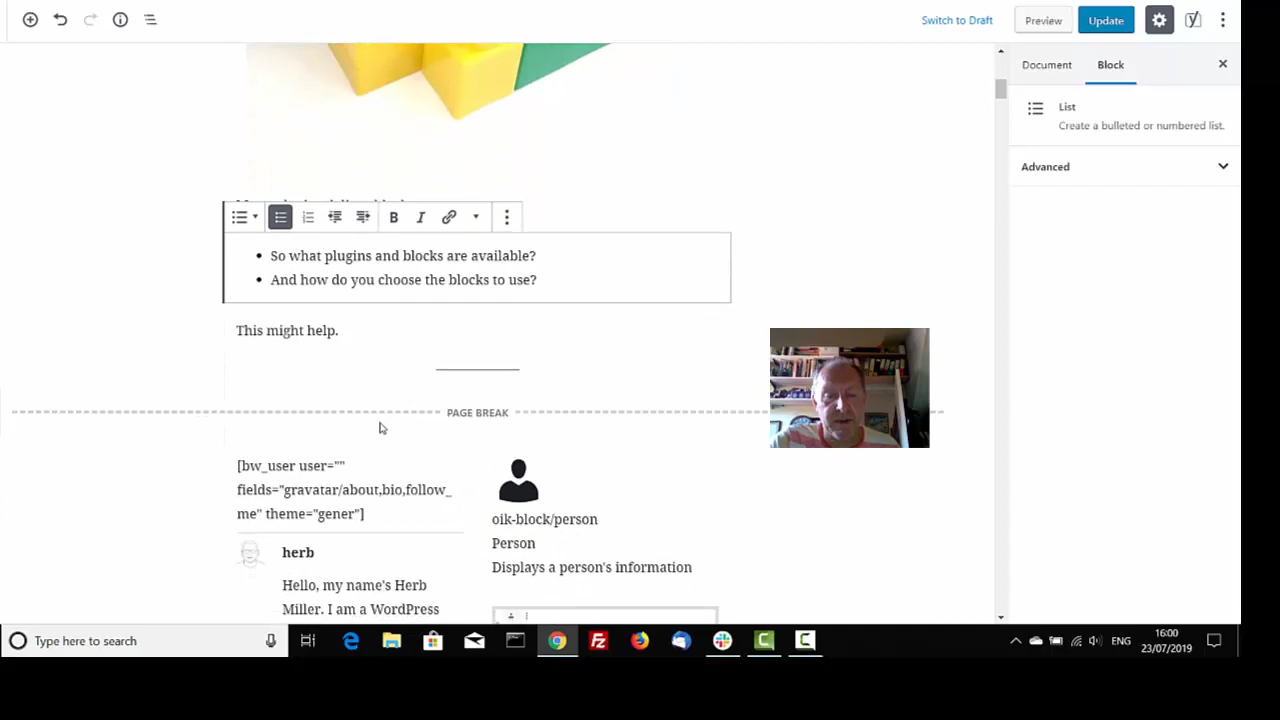 Switch to Draft
Preview
Update
Document
Block
List
Create a bulleted or numbered list.
Advanced
B
I
• So what plugins and blocks are available?
• And how do you choose the blocks to use?
This might help.
PAGE BREAK
[bw_user user=""
fields="gravatar/about,bio,follow_
me" theme="gener"]
herb
Hello, my name's Herb
Miller. I am a WordPress
oik-block/person
Person
Displays a person's information
Type here to search
ENG
16:00
23/07/2019